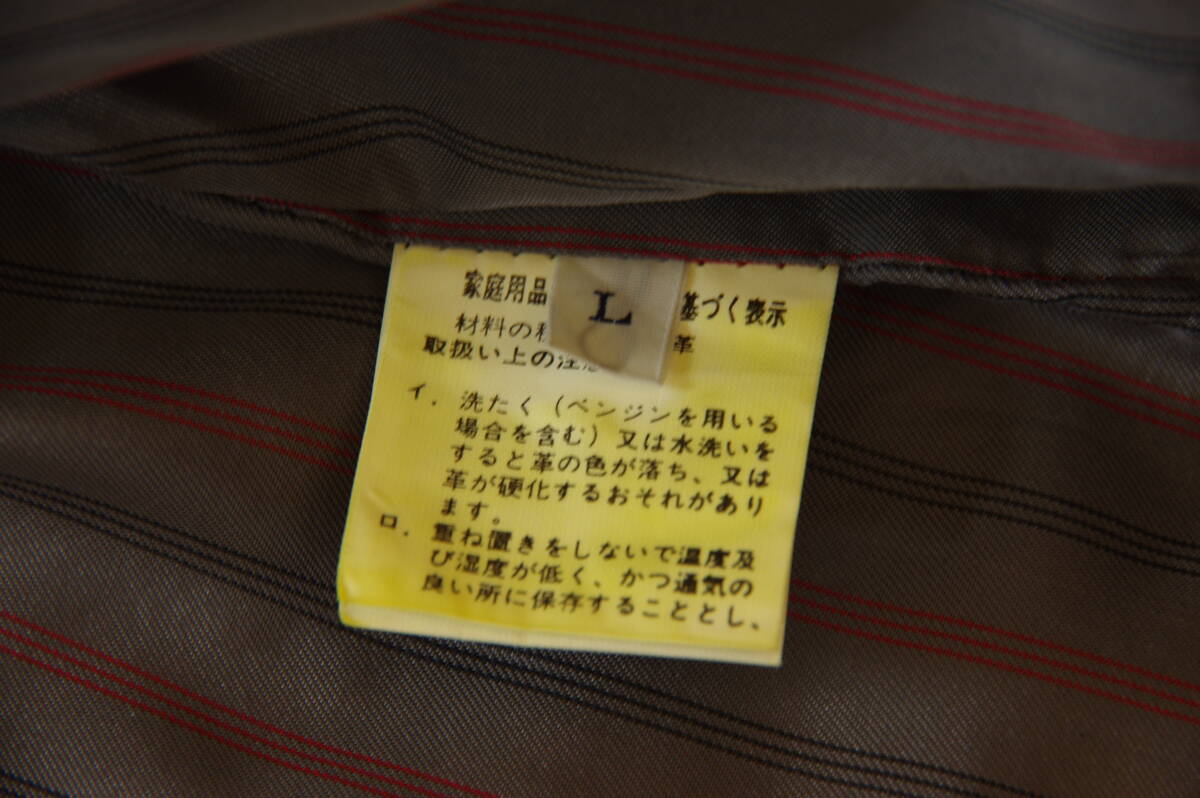 家庭用品
L
基づく表示
材料の種 革
取扱い上の注意
イ. 洗たく（ベンジンを用いる
場合を含む）又は水洗いを
すると革の色が落ち、又は
革が硬化するおそれがあり
ます。
ロ. 重ね置きをしないで温度及
び湿度が低く、かつ通気の
良い所に保存することとし、